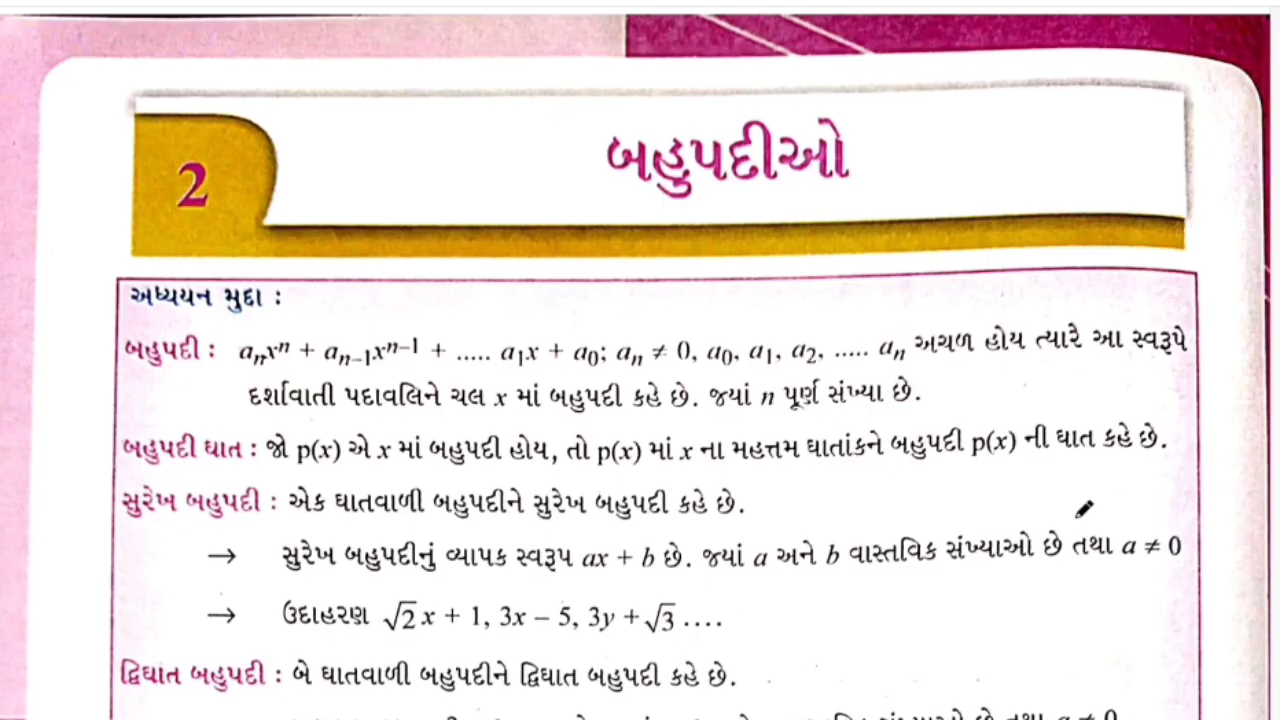 2
બહુપદીઓ
અધ્યયન મુદ્દા :
બહુપદી : aₙxⁿ + aₙ₋₁xⁿ⁻¹ + ..... a₁x + a₀; aₙ ≠ 0, a₀, a₁, a₂, ..... aₙ અચળ હોય ત્યારે આ સ્વરૂપે
દર્શાવાતી પદાવલિને ચલ x માં બહુપદી કહે છે. જ્યાં n પૂર્ણ સંખ્યા છે.
બહુપદી ઘાત : જો p(x) એ x માં બહુપદી હોય, તો p(x) માં x ના મહત્તમ ઘાતાંકને બહુપદી p(x) ની ઘાત કહે છે.
સુરેખ બહુપદી : એક ઘાતવાળી બહુપદીને સુરેખ બહુપદી કહે છે.
→ સુરેખ બહુપદીનું વ્યાપક સ્વરૂપ ax + b છે. જ્યાં a અને b વાસ્તવિક સંખ્યાઓ છે તથા a ≠ 0
→ ઉદાહરણ √2x + 1, 3x – 5, 3y + √3 ....
દ્વિઘાત બહુપદી : બે ઘાતવાળી બહુપદીને દ્વિઘાત બહુપદી કહે છે.